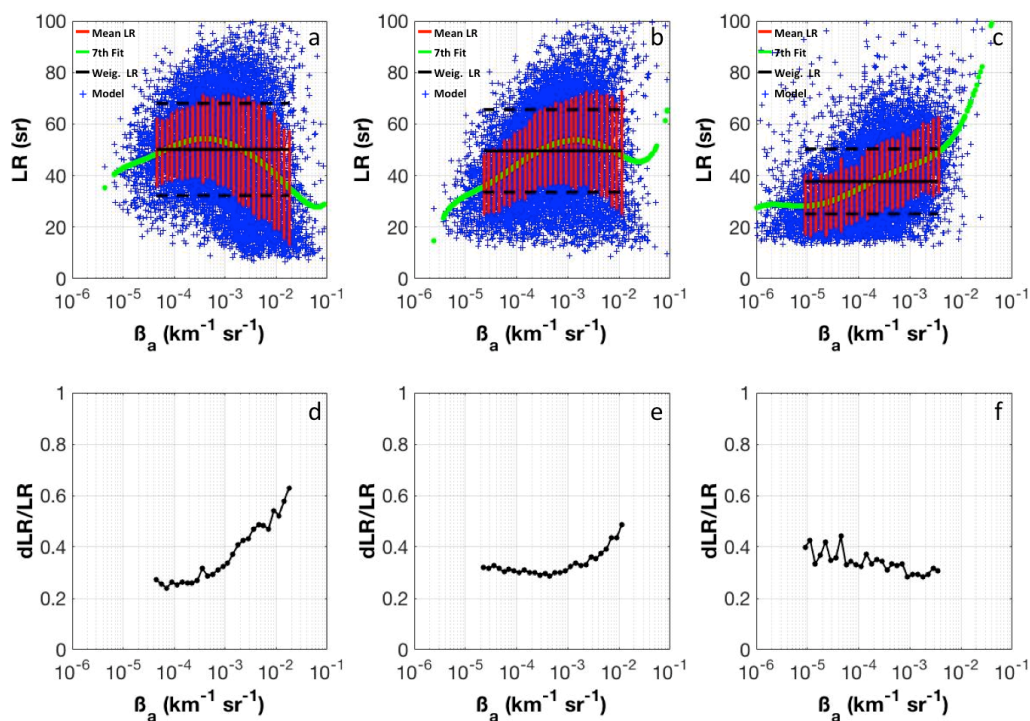 100
80
60
40
20
0
LR (sr)
Mean LR
7th Fit
Weig. LR
Model
a
10⁻⁶ 10⁻⁵ 10⁻⁴ 10⁻³ 10⁻² 10⁻¹
ßₐ (km⁻¹ sr⁻¹)
100
80
60
40
20
0
LR (sr)
Mean LR
7th Fit
Weig. LR
Model
b
10⁻⁶ 10⁻⁵ 10⁻⁴ 10⁻³ 10⁻² 10⁻¹
ßₐ (km⁻¹ sr⁻¹)
100
80
60
40
20
0
LR (sr)
Mean LR
7th Fit
Weig. LR
Model
c
10⁻⁶ 10⁻⁵ 10⁻⁴ 10⁻³ 10⁻² 10⁻¹
ßₐ (km⁻¹ sr⁻¹)
1
0.8
0.6
0.4
0.2
0
dLR/LR
d
10⁻⁶ 10⁻⁵ 10⁻⁴ 10⁻³ 10⁻² 10⁻¹
ßₐ (km⁻¹ sr⁻¹)
1
0.8
0.6
0.4
0.2
0
dLR/LR
e
10⁻⁶ 10⁻⁵ 10⁻⁴ 10⁻³ 10⁻² 10⁻¹
ßₐ (km⁻¹ sr⁻¹)
1
0.8
0.6
0.4
0.2
0
dLR/LR
f
10⁻⁶ 10⁻⁵ 10⁻⁴ 10⁻³ 10⁻² 10⁻¹
ßₐ (km⁻¹ sr⁻¹)